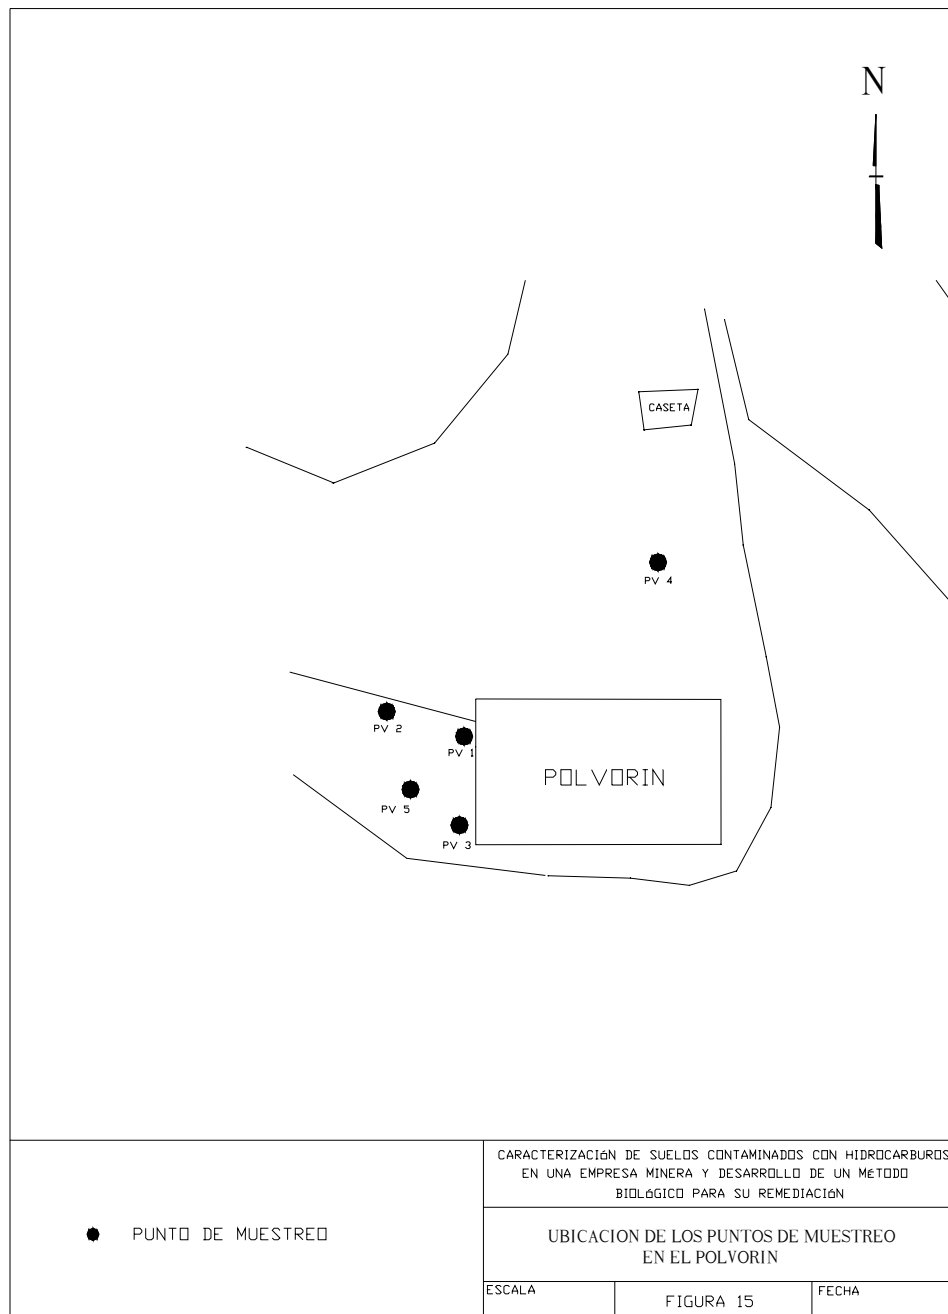 N
CASETA
PV 4
PV 2
PV 1
POLVORIN
PV 5
PV 3
CARACTERIZACIóN DE SUELOS CONTAMINADOS CON HIDROCARBUROS
EN UNA EMPRESA MINERA Y DESARROLLO DE UN MéTODO
BIOLóGICO PARA SU REMEDIACIóN
PUNTO DE MUESTREO
UBICACION DE LOS PUNTOS DE MUESTREO
EN EL POLVORIN
ESCALA
FIGURA 15
FECHA